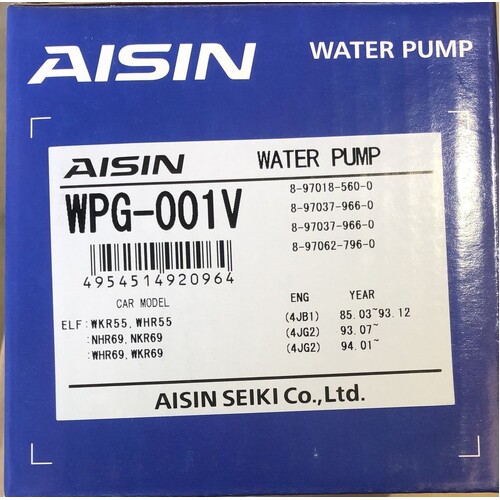 AISIN WATER PUMP
AISIN WATER PUMP
WPG-001V
8-97018-560-0
8-97037-966-0
8-97037-966-0
8-97062-796-0
4954514920964
CAR MODEL ENG YEAR
ELF:WKR55, WHR55 (4JB1) 85.03~93.12
:NHR69, NKR69 (4JG2) 93.07~
:WHR69, WKR69 (4JG2) 94.01~
AISIN SEIKI Co.,Ltd.